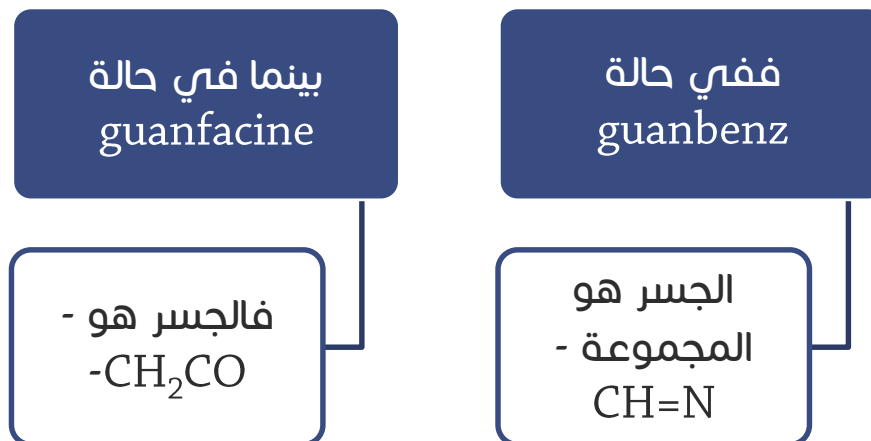 ففي حالة
guanbenz
الجسر هو
المجموعة -
CH=N
بينما في حالة
guanfacine
فالجسر هو -
-CH₂CO